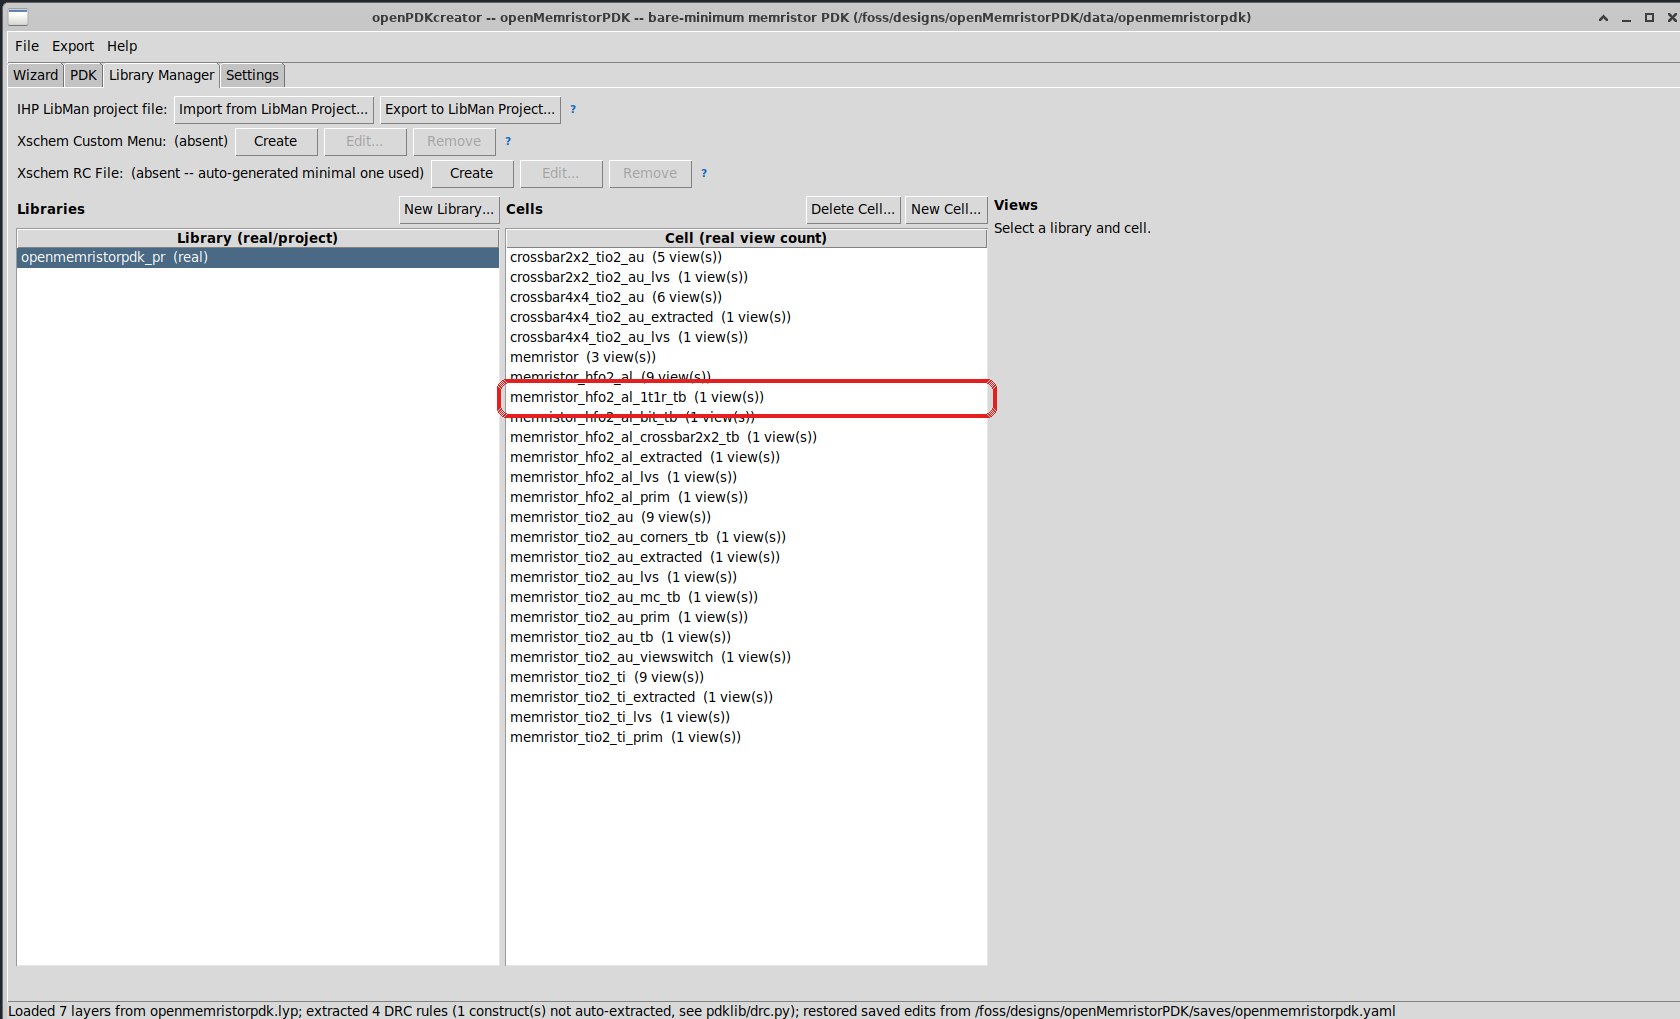 openPDKcreator -- openMemristorPDK -- bare-minimum memristor PDK (/foss/designs/openMemristorPDK/data/openmemristorpdk)
File Export Help
Wizard PDK Library Manager Settings
IHP LibMan project file: Import from LibMan Project... Export to LibMan Project... ?
Xschem Custom Menu: (absent) Create Edit... Remove ?
Xschem RC File: (absent -- auto-generated minimal one used) Create Edit... Remove ?
Libraries New Library... Cells Delete Cell... New Cell... Views
Select a library and cell.
Library (real/project)
openmemristorpdk_pr (real)
Cell (real view count)
crossbar2x2_tio2_au (5 view(s))
crossbar2x2_tio2_au_lvs (1 view(s))
crossbar4x4_tio2_au (6 view(s))
crossbar4x4_tio2_au_extracted (1 view(s))
crossbar4x4_tio2_au_lvs (1 view(s))
memristor (3 view(s))
memristor_hfo2_al (9 view(s))
memristor_hfo2_al_1t1r_tb (1 view(s))
memristor_hfo2_al_bit_tb (1 view(s))
memristor_hfo2_al_crossbar2x2_tb (1 view(s))
memristor_hfo2_al_extracted (1 view(s))
memristor_hfo2_al_lvs (1 view(s))
memristor_hfo2_al_prim (1 view(s))
memristor_tio2_au (9 view(s))
memristor_tio2_au_corners_tb (1 view(s))
memristor_tio2_au_extracted (1 view(s))
memristor_tio2_au_lvs (1 view(s))
memristor_tio2_au_mc_tb (1 view(s))
memristor_tio2_au_prim (1 view(s))
memristor_tio2_au_tb (1 view(s))
memristor_tio2_au_viewswitch (1 view(s))
memristor_tio2_ti (9 view(s))
memristor_tio2_ti_extracted (1 view(s))
memristor_tio2_ti_lvs (1 view(s))
memristor_tio2_ti_prim (1 view(s))
Loaded 7 layers from openmemristorpdk.lyp; extracted 4 DRC rules (1 construct(s) not auto-extracted, see pdklib/drc.py); restored saved edits from /foss/designs/openMemristorPDK/saves/openmemristorpdk.yaml